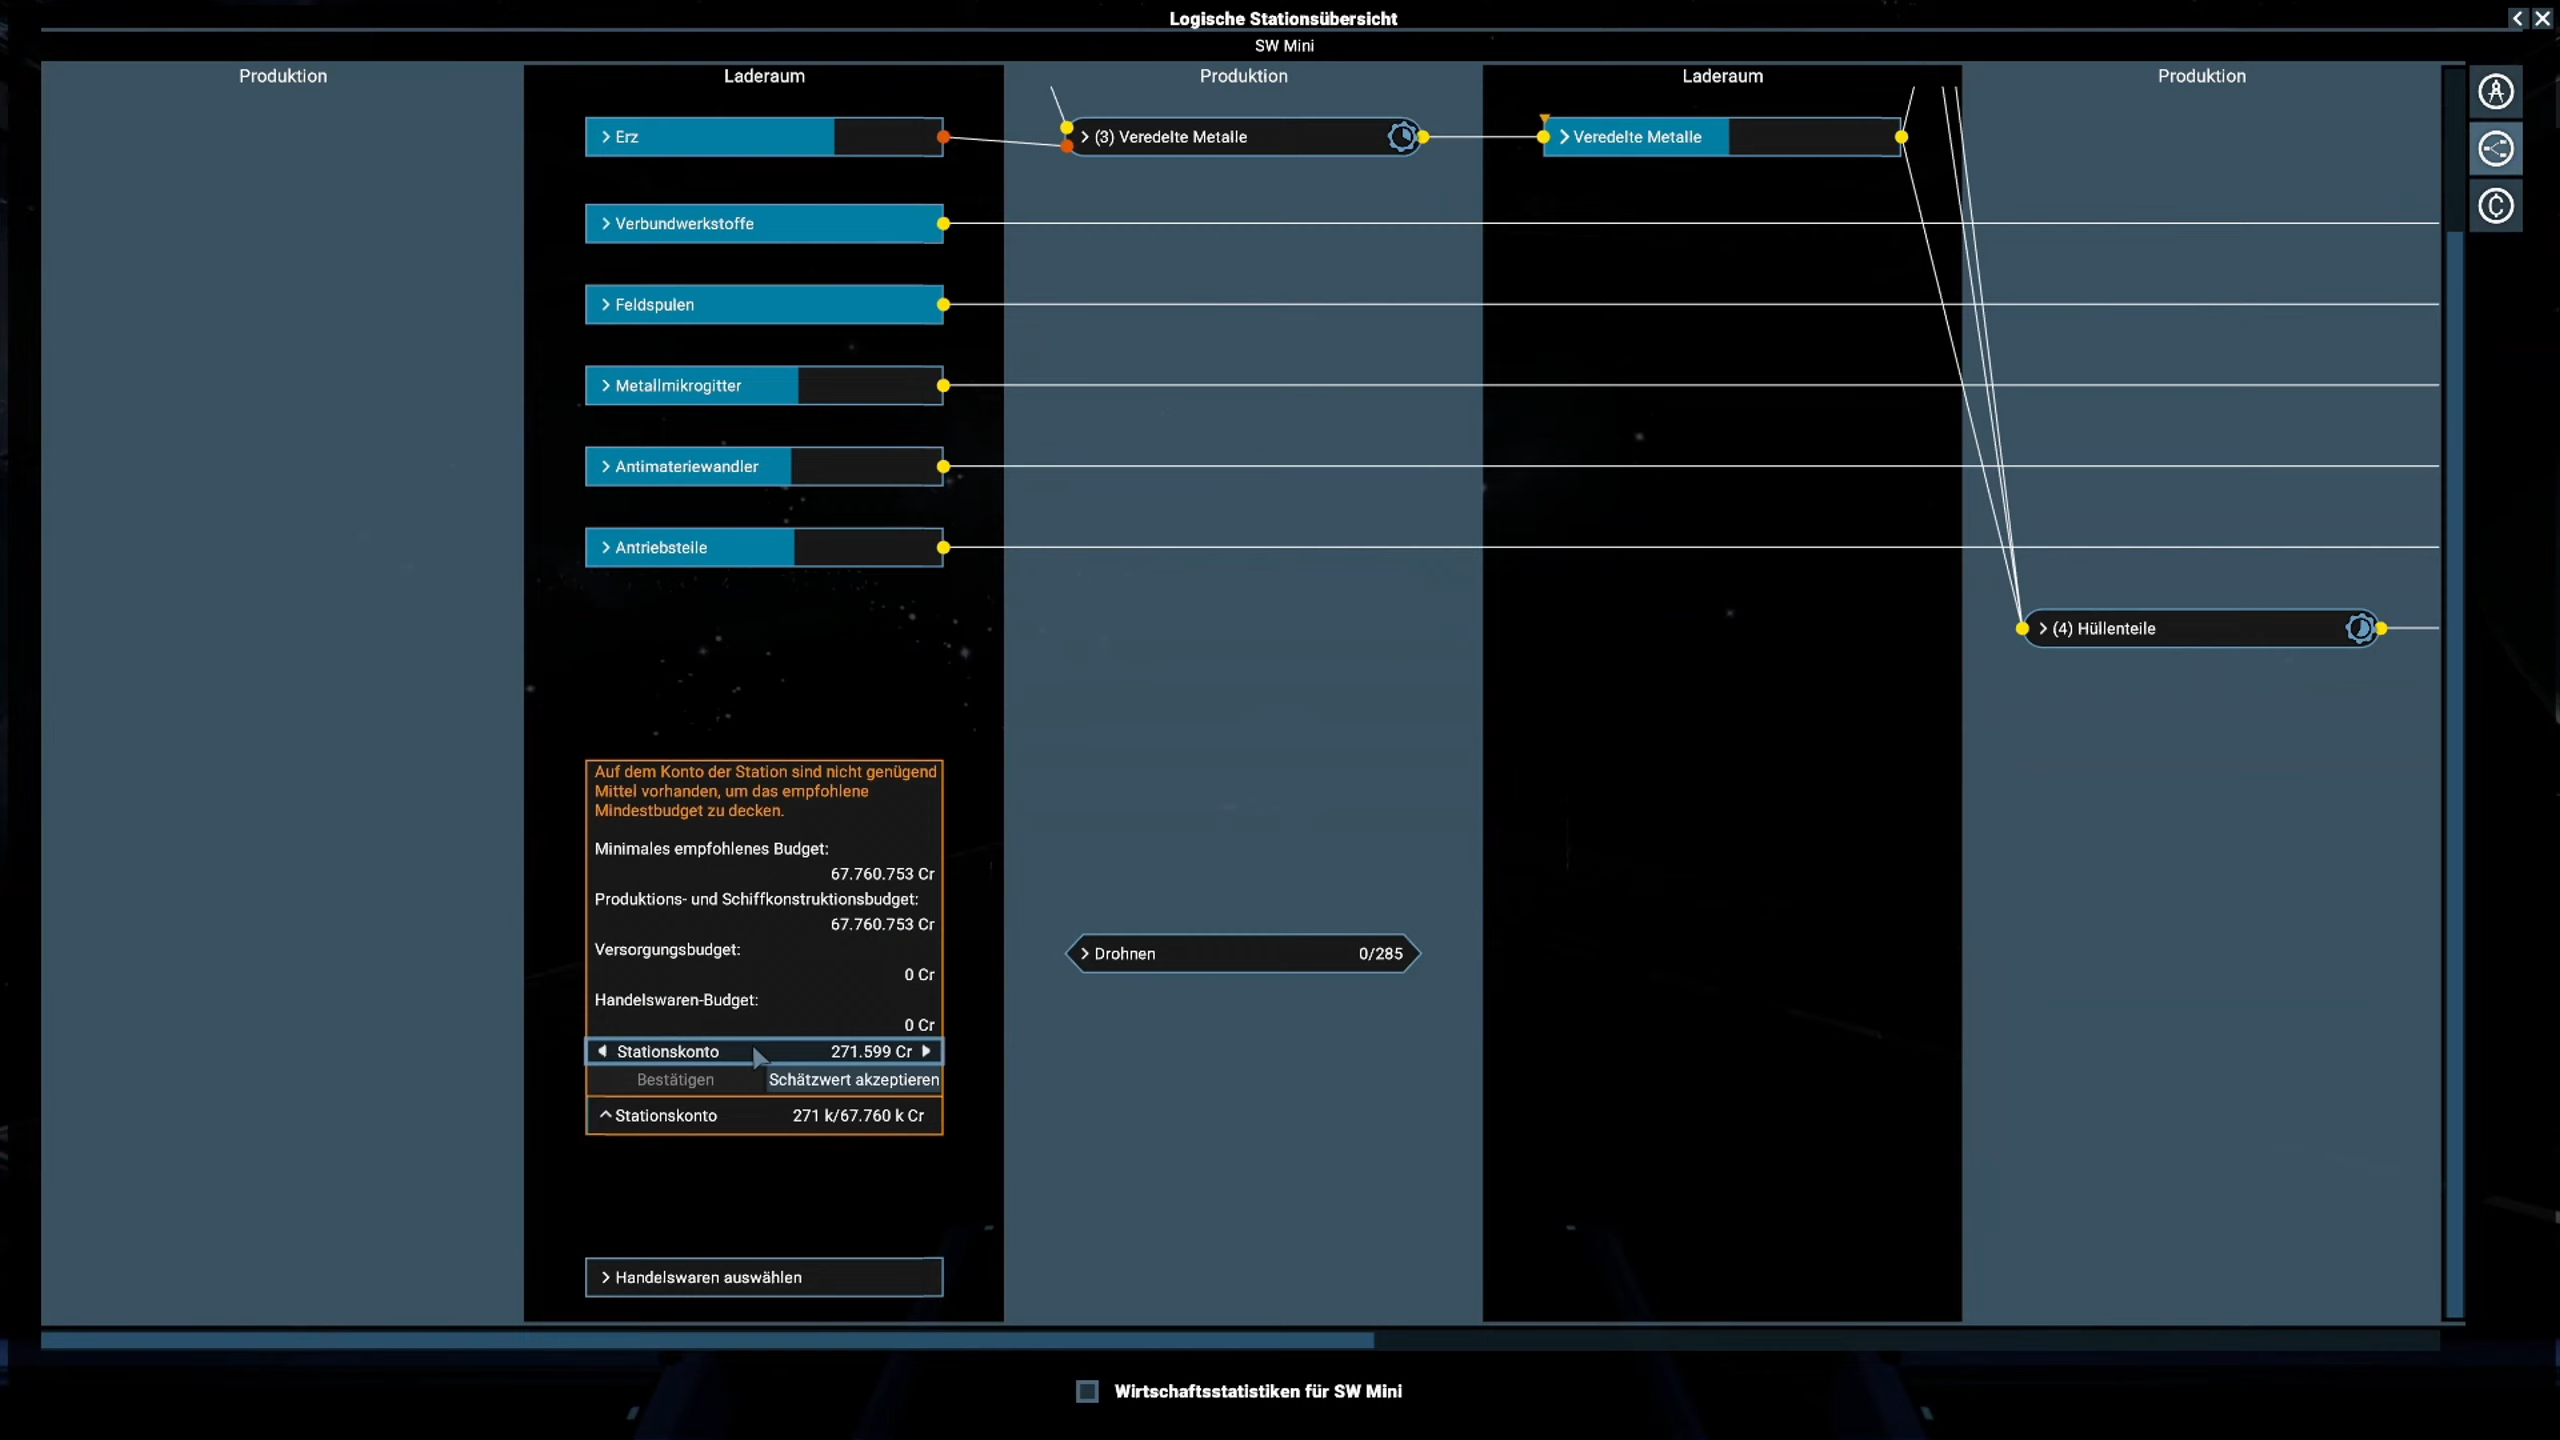 Logische Stationsübersicht
SW Mini
Produktion
Laderaum
Produktion
Laderaum
Produktion
Erz
(3) Veredelte Metalle
Veredelte Metalle
Verbundwerkstoffe
Feldspulen
Metallmikrogitter
Antimateriewandler
Antriebsteile
(4) Hüllenteile
Auf dem Konto der Station sind nicht genügend
Mittel vorhanden, um das empfohlene
Mindestbudget zu decken.
Minimales empfohlenes Budget:
67.760.753 Cr
Produktions- und Schiffkonstruktionsbudget:
67.760.753 Cr
Versorgungsbudget:
0 Cr
Handelswaren-Budget:
0 Cr
Stationskonto 271.599 Cr
Bestätigen Schätzwert akzeptieren
Stationskonto 271 k/67.760 k Cr
Drohnen 0/285
Handelswaren auswählen
Wirtschaftsstatistiken für SW Mini